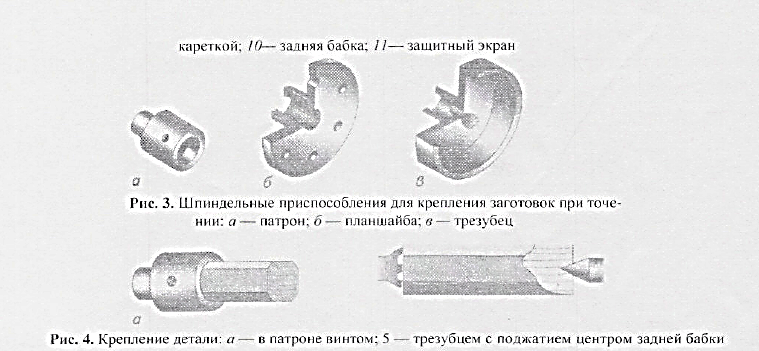 кареткой; 10— задняя бабка; 11— защитный экран
а
б
в
Рис. 3. Шпиндельные приспособления для крепления заготовок при точе-
нии: а — патрон; б — планшайба; в — трезубец
а
Рис. 4. Крепление детали: а — в патроне винтом; 5 — трезубцем с поджатием центром задней бабки